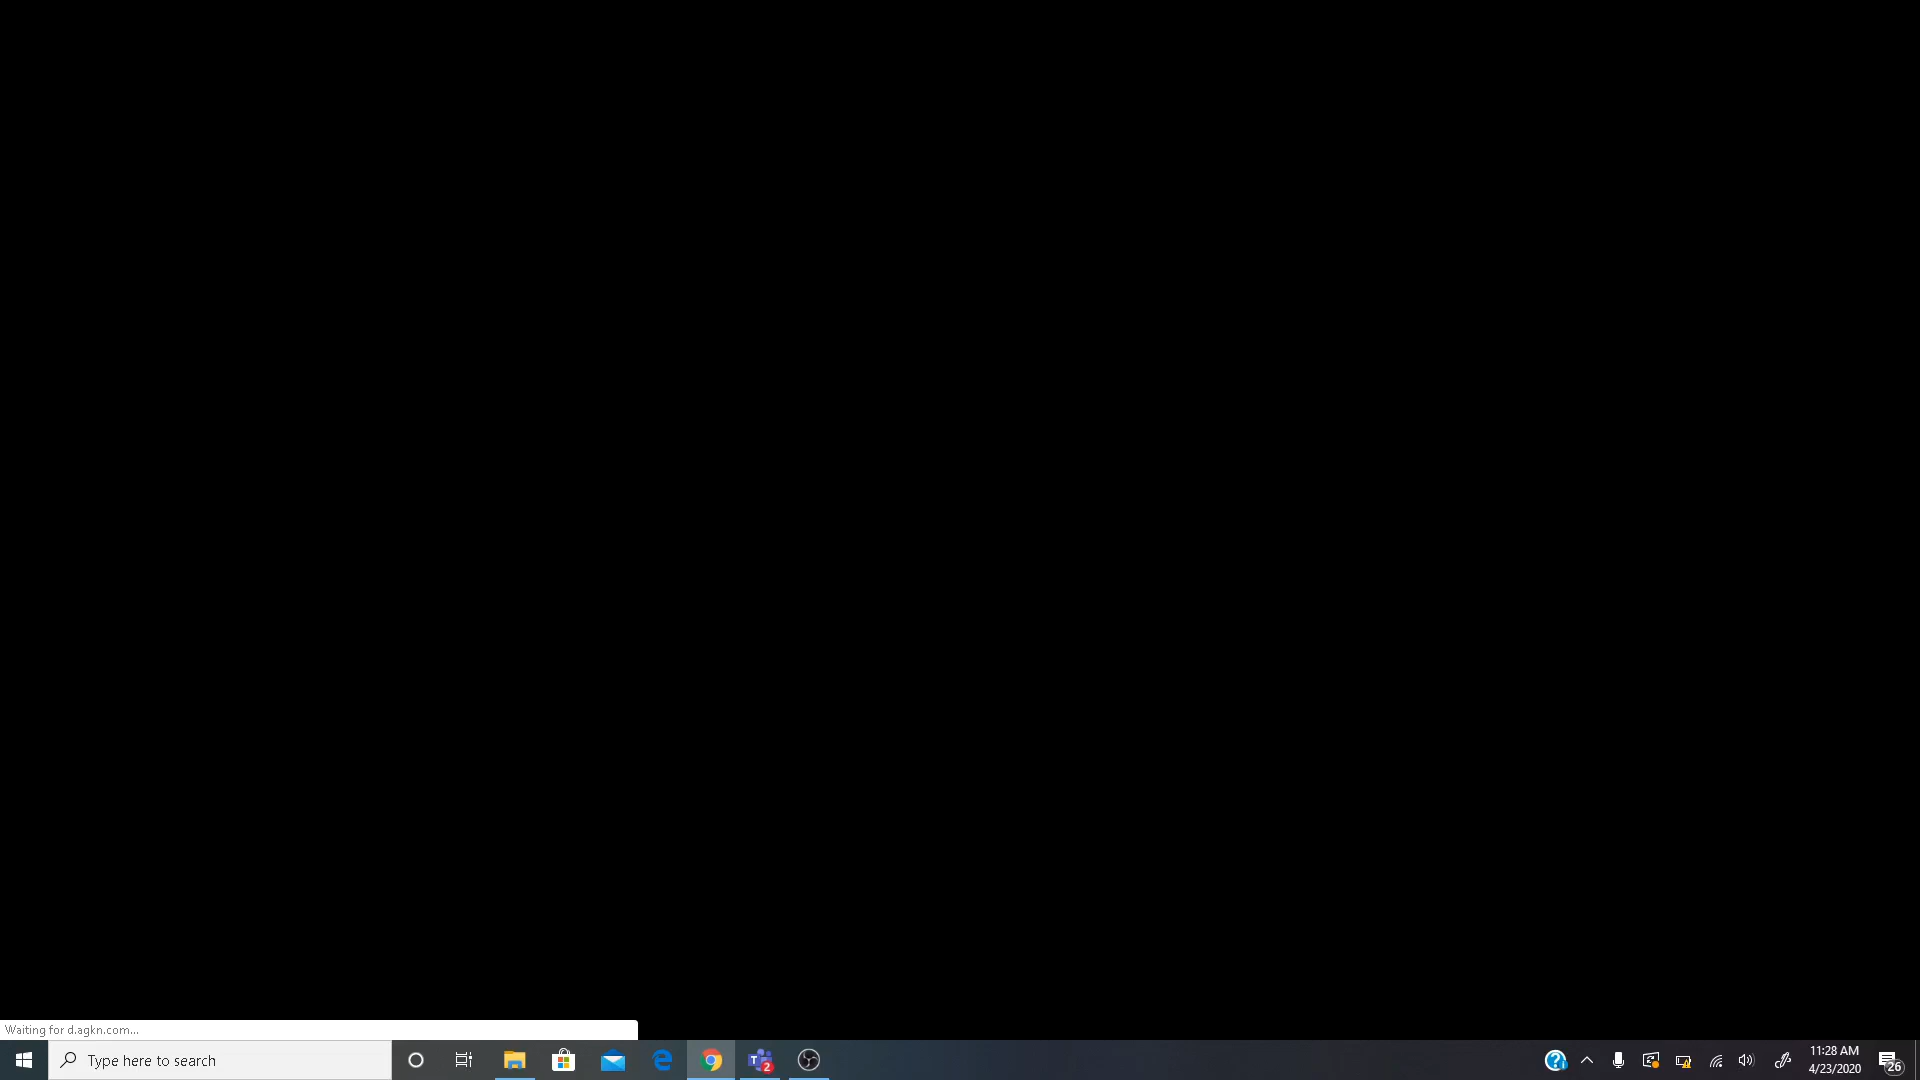 Waiting for d.agkn.com...
Type here to search
T 2
11:28 AM
4/23/2020
26